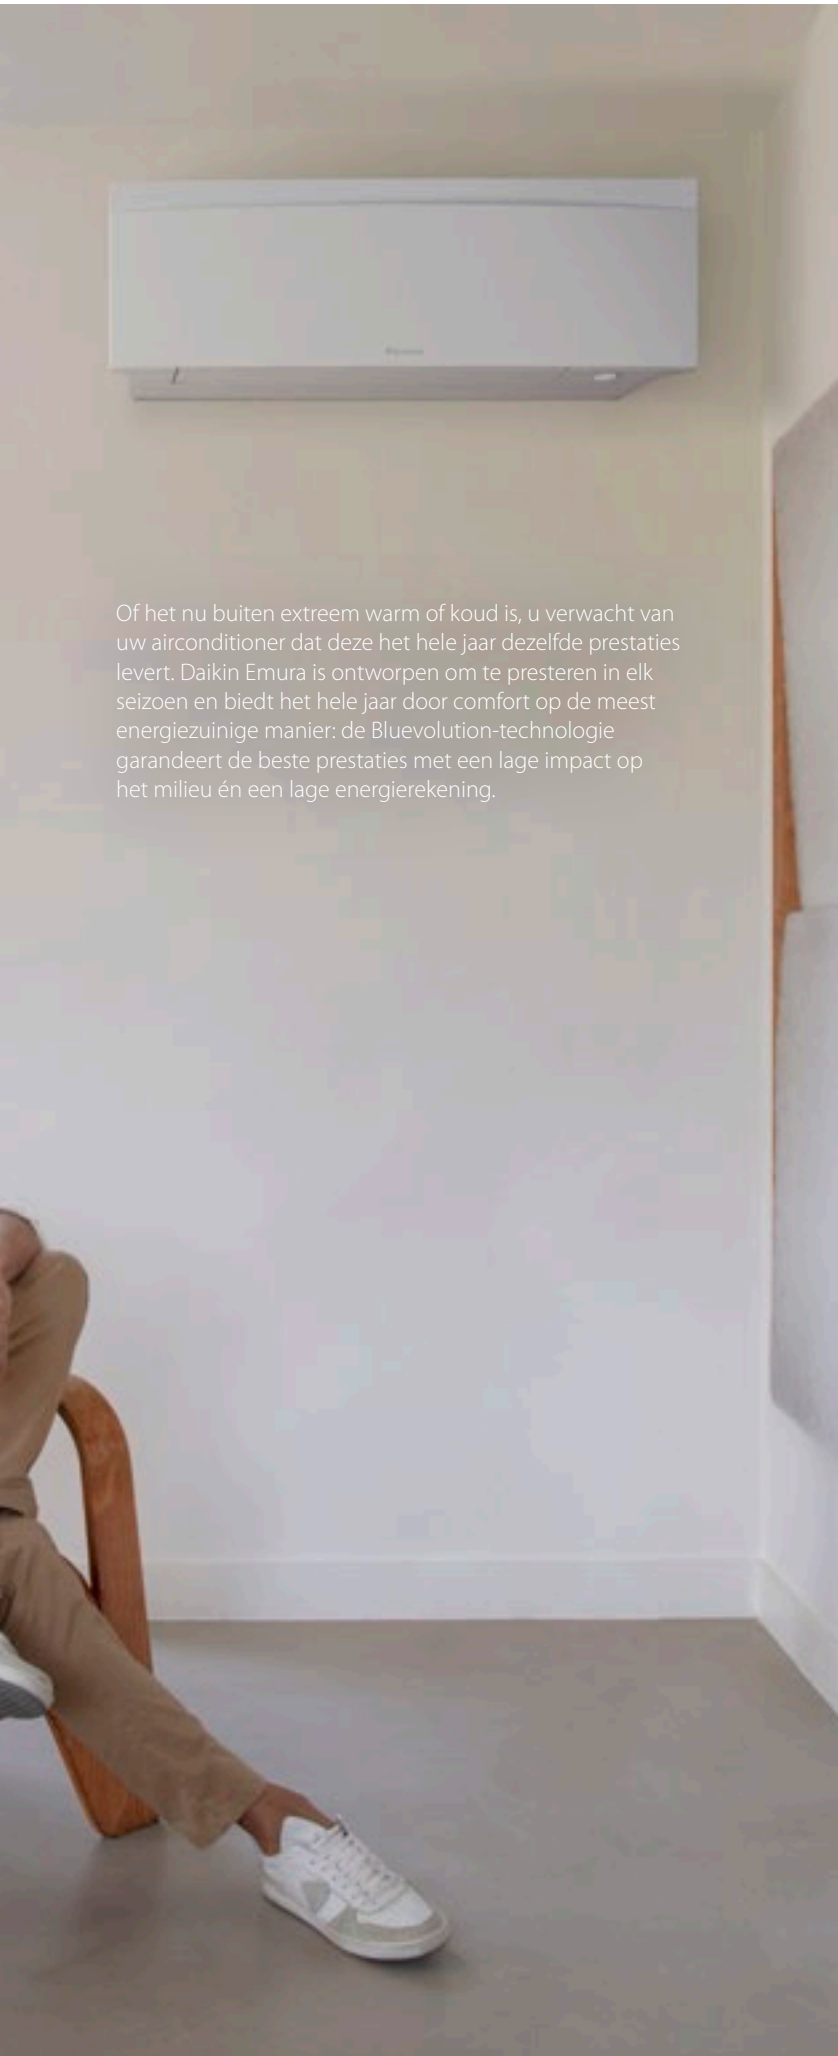 Of het nu buiten extreem warm of koud is, u verwacht van
uw airconditioner dat deze het hele jaar dezelfde prestaties
levert. Daikin Emura is ontworpen om te presteren in elk
seizoen en biedt het hele jaar door comfort op de meest
energiezuinige manier: de Bluevolution-technologie
garandeert de beste prestaties met een lage impact op
het milieu én een lage energierekening.